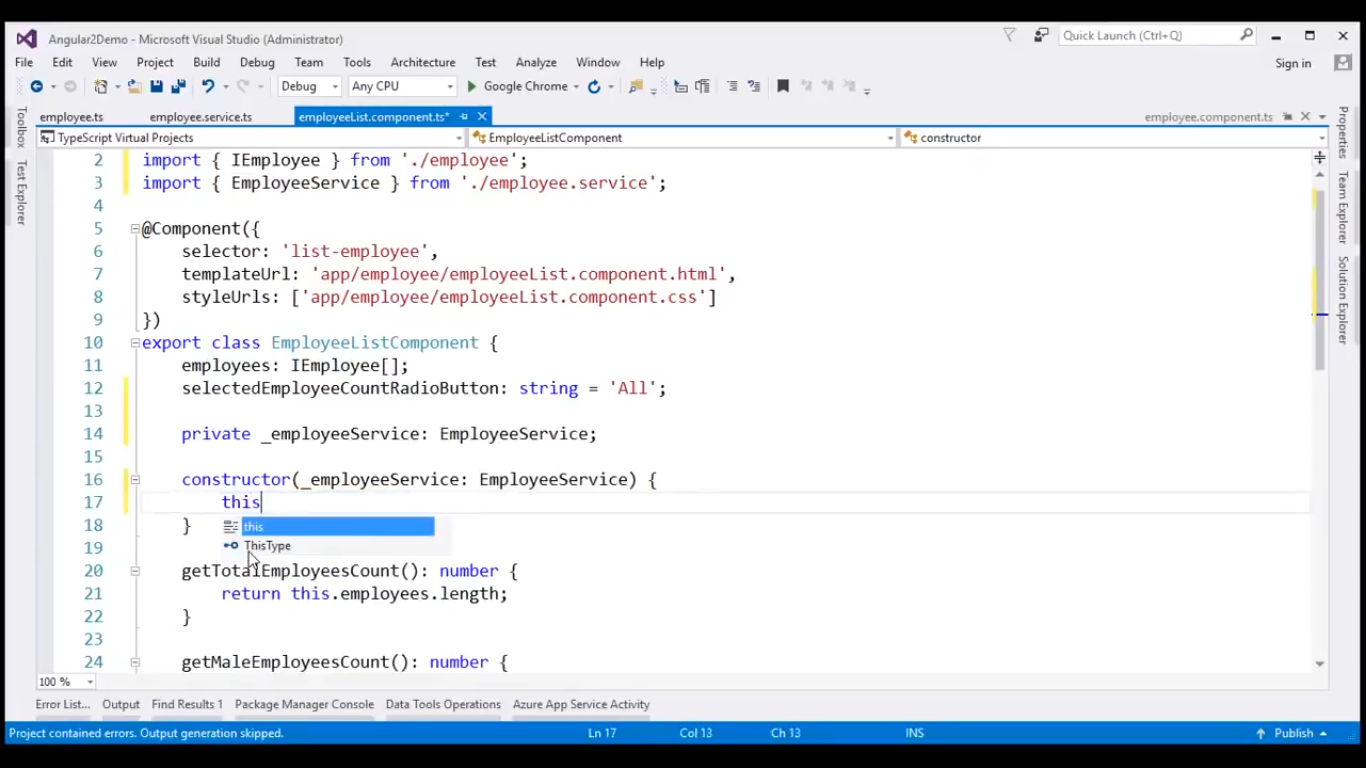 Angular2Demo - Microsoft Visual Studio (Administrator)
Quick Launch (Ctrl+Q)
File Edit View Project Build Debug Team Tools Architecture Test Analyze Window Help
Sign in
Debug Any CPU Google Chrome
employee.ts employee.service.ts employeeList.component.ts* employee.component.ts
TypeScript Virtual Projects EmployeeListComponent constructor
Toolbox
Test Explorer
Properties
Team Explorer
Solution Explorer
2 import { IEmployee } from './employee';
3 import { EmployeeService } from './employee.service';
4
5 @Component({
6 selector: 'list-employee',
7 templateUrl: 'app/employee/employeeList.component.html',
8 styleUrls: ['app/employee/employeeList.component.css']
9 })
10 export class EmployeeListComponent {
11 employees: IEmployee[];
12 selectedEmployeeCountRadioButton: string = 'All';
13
14 private _employeeService: EmployeeService;
15
16 constructor(_employeeService: EmployeeService) {
17 this
this
18 }
ThisType
19
20 getTotalEmployeesCount(): number {
21 return this.employees.length;
22 }
23
24 getMaleEmployeesCount(): number {
100 %
Error List... Output Find Results 1 Package Manager Console Data Tools Operations Azure App Service Activity
Project contained errors. Output generation skipped. Ln 17 Col 13 Ch 13 INS Publish